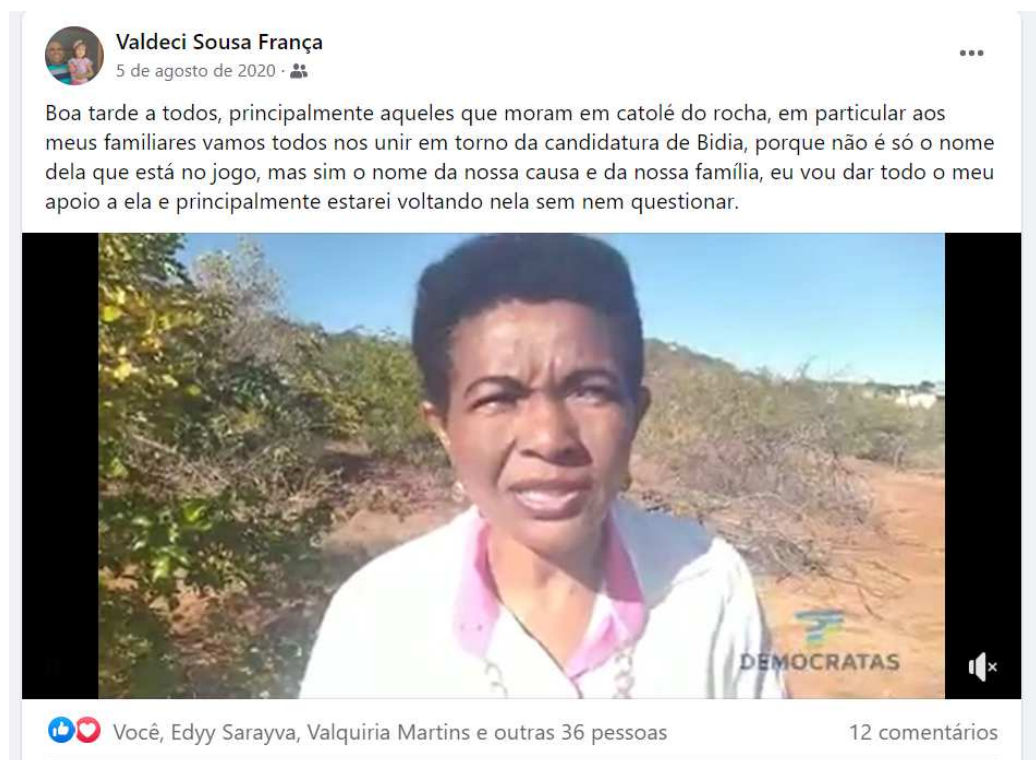 Valdeci Sousa França
5 de agosto de 2020 ·
Boa tarde a todos, principalmente aqueles que moram em catolé do rocha, em particular aos
meus familiares vamos todos nos unir em torno da candidatura de Bidia, porque não é só o nome
dela que está no jogo, mas sim o nome da nossa causa e da nossa família, eu vou dar todo o meu
apoio a ela e principalmente estarei voltando nela sem nem questionar.
DEMOCRATAS
Você, Edyy Sarayva, Valquiria Martins e outras 36 pessoas
12 comentários